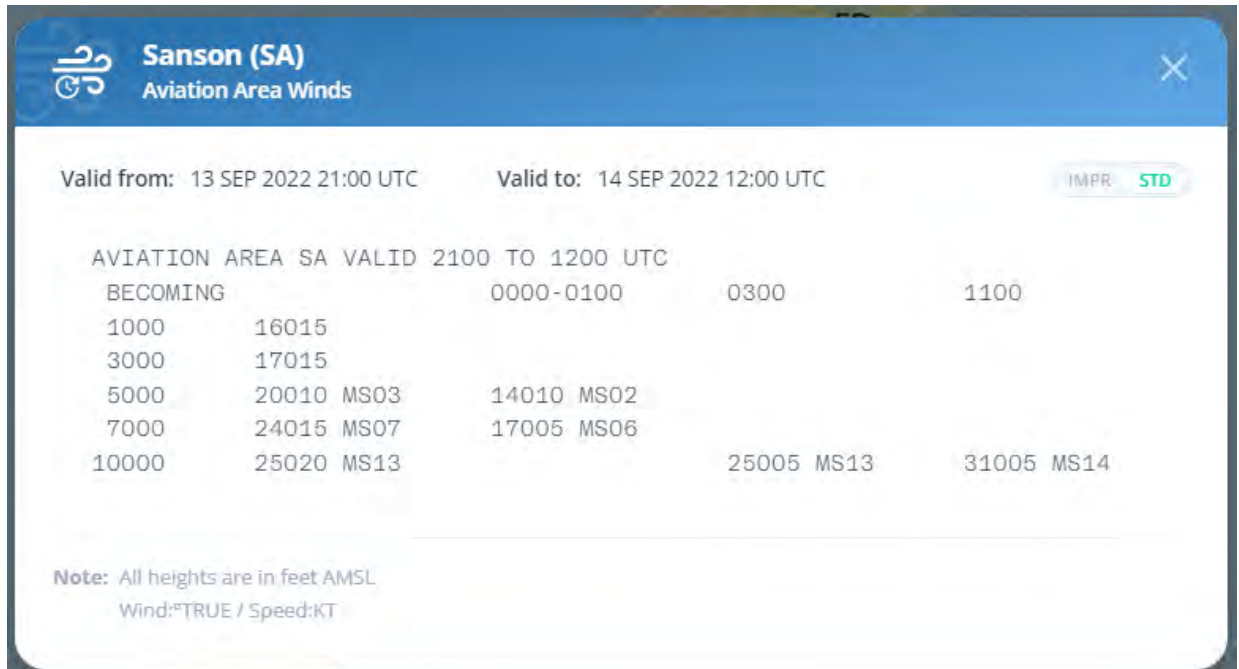 Sanson (SA)
Aviation Area Winds
Valid from: 13 SEP 2022 21:00 UTC Valid to: 14 SEP 2022 12:00 UTC IMPR STD
AVIATION AREA SA VALID 2100 TO 1200 UTC
BECOMING 0000-0100 0300 1100
1000 16015
3000 17015
5000 20010 MS03 14010 MS02
7000 24015 MS07 17005 MS06
10000 25020 MS13 25005 MS13 31005 MS14
Note: All heights are in feet AMSL
Wind:°TRUE / Speed:KT